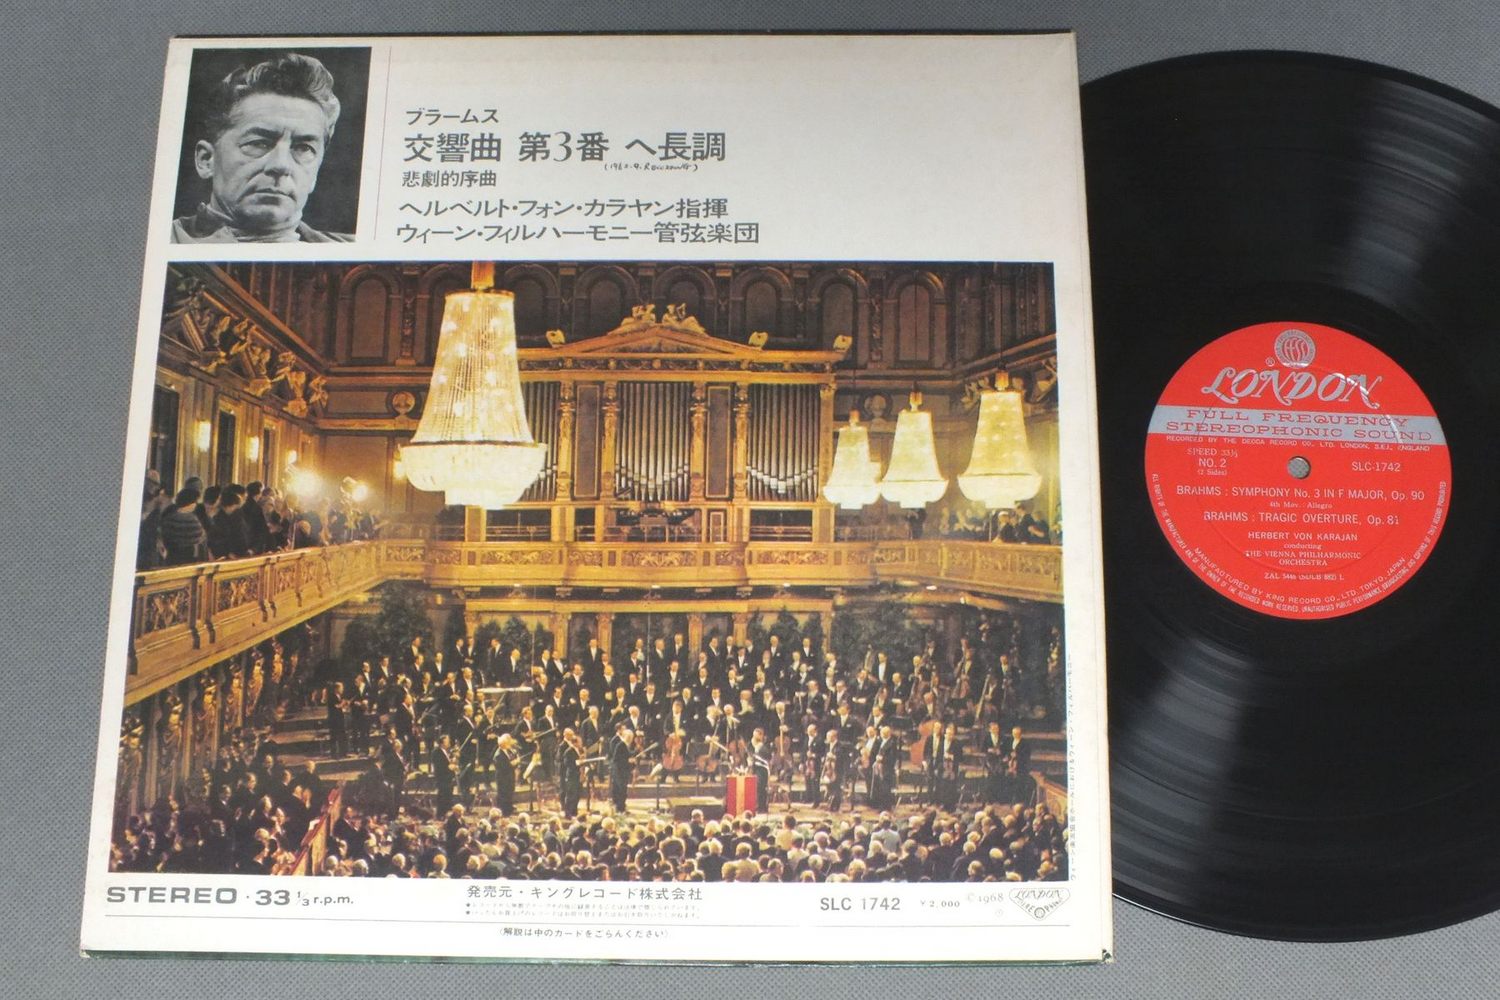 ブラームス
交響曲 第3番 ヘ長調
悲劇的序曲
ヘルベルト・フォン・カラヤン指揮
ウィーン・フィルハーモニー管弦楽団
STEREO・33 1/3 r.p.m.
発売元・キングレコード株式会社
SLC 1742 ¥2,000 ©1968
LONDON
(解説は中のカードをごらんください)
®
LONDON
FULL FREQUENCY
STEREOPHONIC SOUND
RECORDED BY THE DECCA RECORD CO., LTD. LONDON. S.E.I., ENGLAND
SPEED 33⅓
NO. 2
(2 Sides)
SLC-1742
BRAHMS : SYMPHONY No. 3 IN F MAJOR, Op. 90
4th Mov. : Allegro
BRAHMS : TRAGIC OVERTURE, Op. 81
HERBERT VON KARAJAN
conducting
THE VIENNA PHILHARMONIC
ORCHESTRA
MANUFACTURED BY KING RECORD CO., LTD. TOKYO, JAPAN